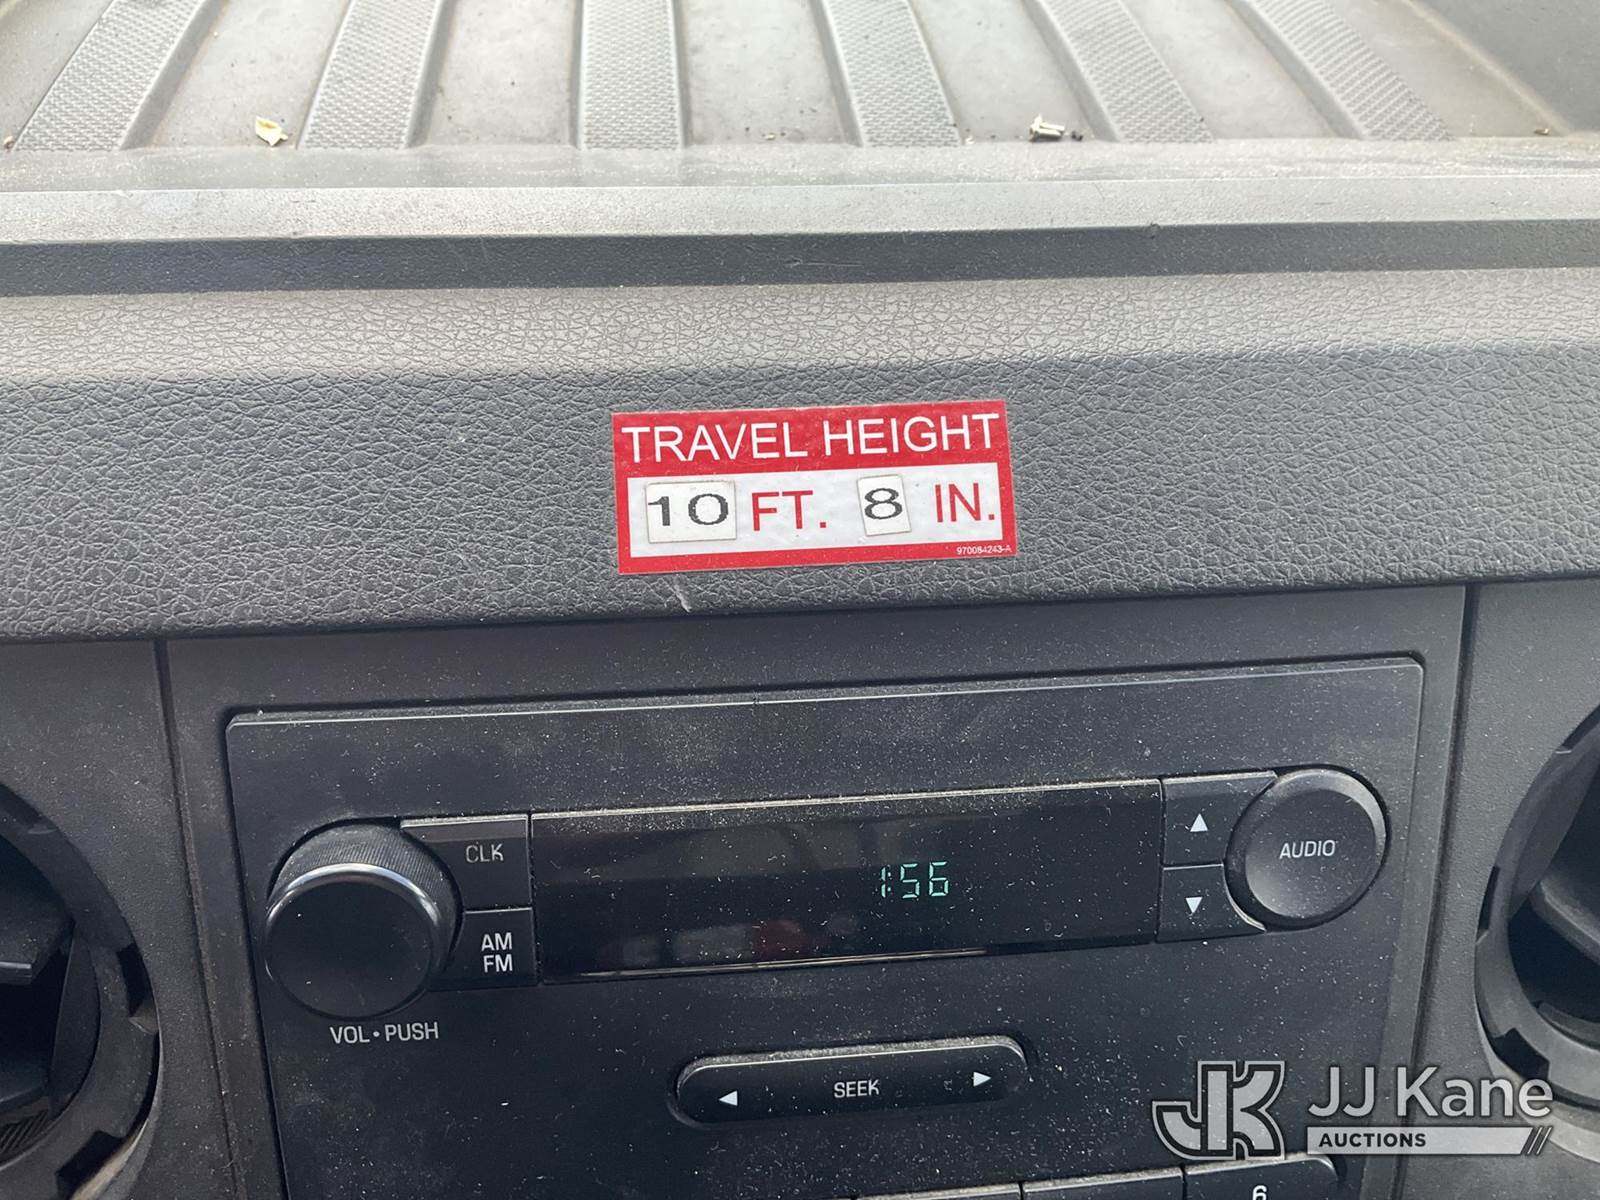 TRAVEL HEIGHT
10 FT. 8 IN.
970084243-A
CLK
1:56
AUDIO
AM
FM
VOL • PUSH
SEEK
6
JK JJ Kane
AUCTIONS